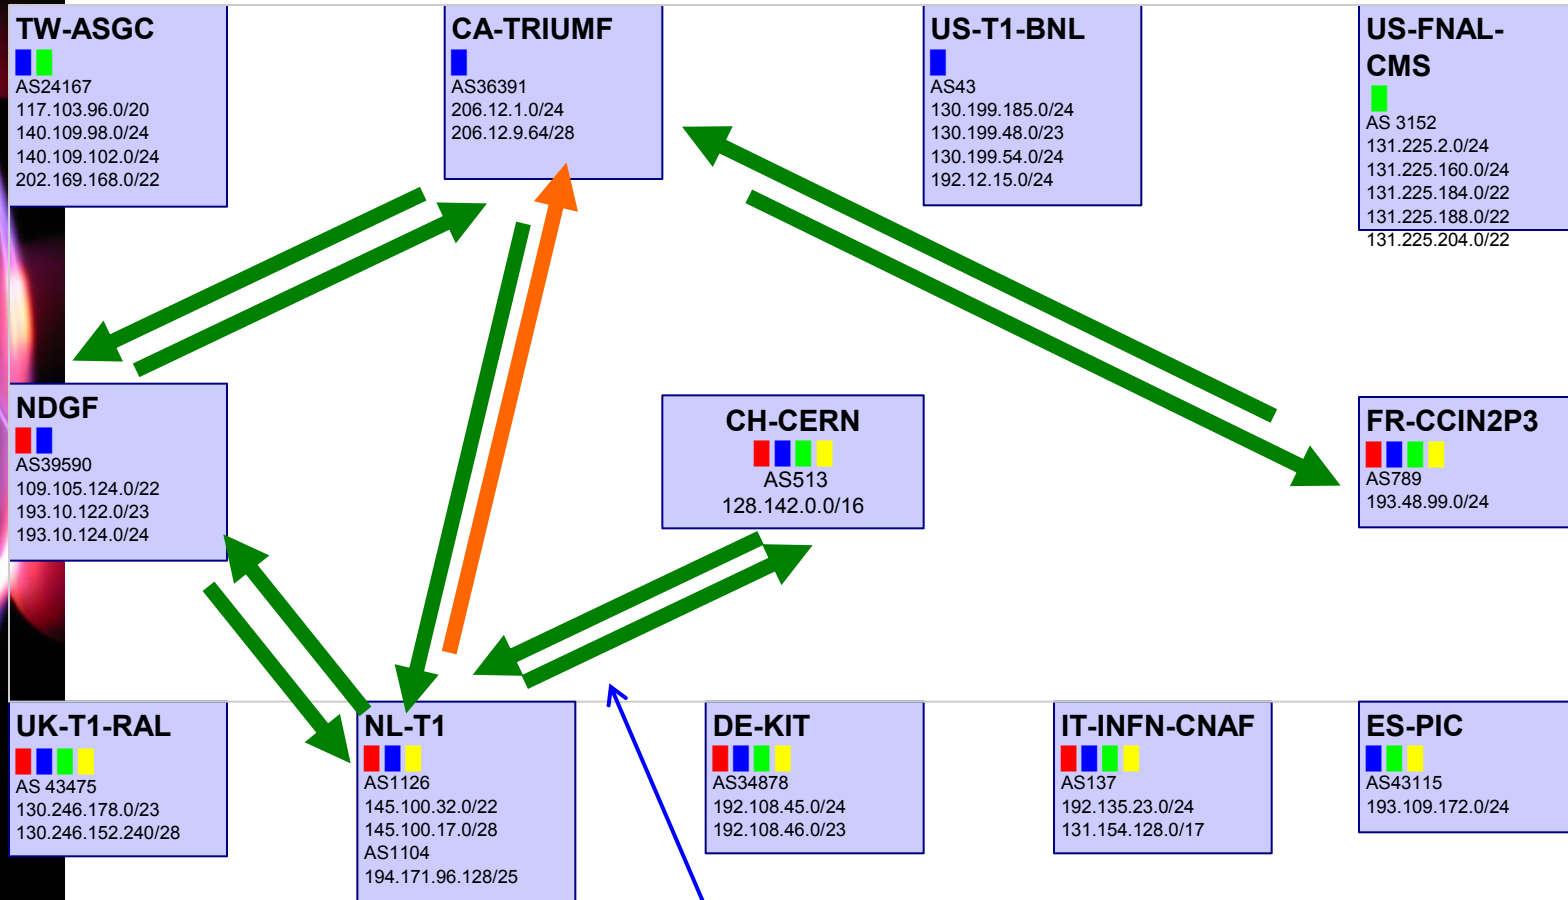 TW-ASGC
AS24167
117.103.96.0/20
140.109.98.0/24
140.109.102.0/24
202.169.168.0/22
CA-TRIUMF
AS36391
206.12.1.0/24
206.12.9.64/28
US-T1-BNL
AS43
130.199.185.0/24
130.199.48.0/23
130.199.54.0/24
192.12.15.0/24
US-FNAL-
CMS
AS 3152
131.225.2.0/24
131.225.160.0/24
131.225.184.0/22
131.225.188.0/22
131.225.204.0/22
NDGF
AS39590
109.105.124.0/22
193.10.122.0/23
193.10.124.0/24
CH-CERN
AS513
128.142.0.0/16
FR-CCIN2P3
AS789
193.48.99.0/24
UK-T1-RAL
AS 43475
130.246.178.0/23
130.246.152.240/28
NL-T1
AS1126
145.100.32.0/22
145.100.17.0/28
AS1104
194.171.96.128/25
DE-KIT
AS34878
192.108.45.0/24
192.108.46.0/23
IT-INFN-CNAF
AS137
192.135.23.0/24
131.154.128.0/17
ES-PIC
AS43115
193.109.172.0/24